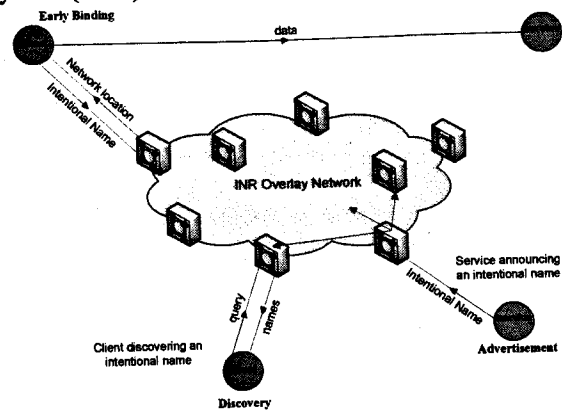 Early Binding
data
Network location
Intentional Name
INR Overlay Network
Service announcing
an intentional name
Intentional Name
query
names
Client discovering an
intentional name
Advertisement
Discovery